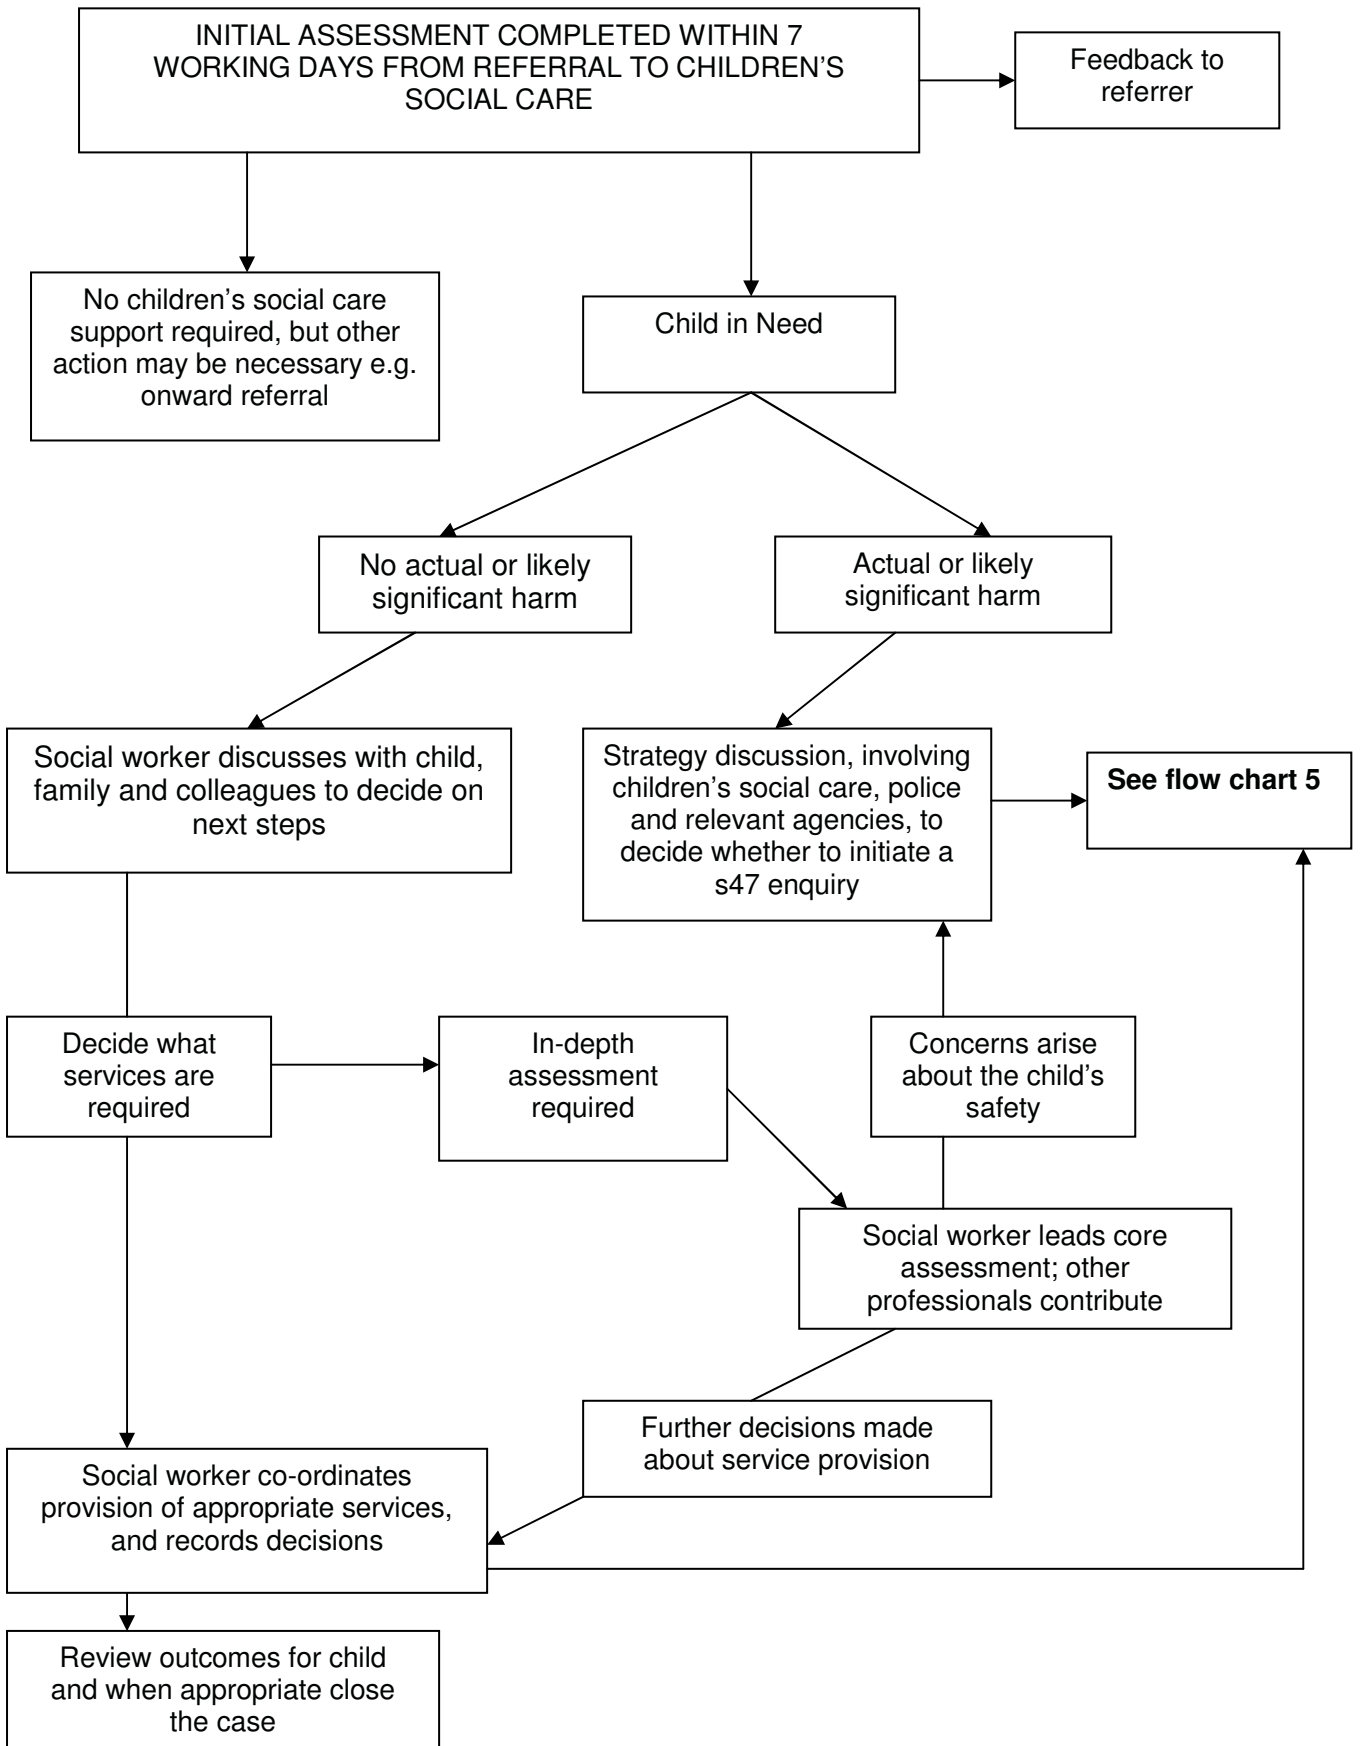 INITIAL ASSESSMENT COMPLETED WITHIN 7
WORKING DAYS FROM REFERRAL TO CHILDREN’S
SOCIAL CARE
Feedback to
referrer
No children’s social care
support required, but other
action may be necessary e.g.
onward referral
Child in Need
No actual or likely
significant harm
Actual or likely
significant harm
Social worker discusses with child,
family and colleagues to decide on
next steps
Strategy discussion, involving
children’s social care, police
and relevant agencies, to
decide whether to initiate a
s47 enquiry
See flow chart 5
Decide what
services are
required
In-depth
assessment
required
Concerns arise
about the child’s
safety
Social worker leads core
assessment; other
professionals contribute
Further decisions made
about service provision
Social worker co-ordinates
provision of appropriate services,
and records decisions
Review outcomes for child
and when appropriate close
the case